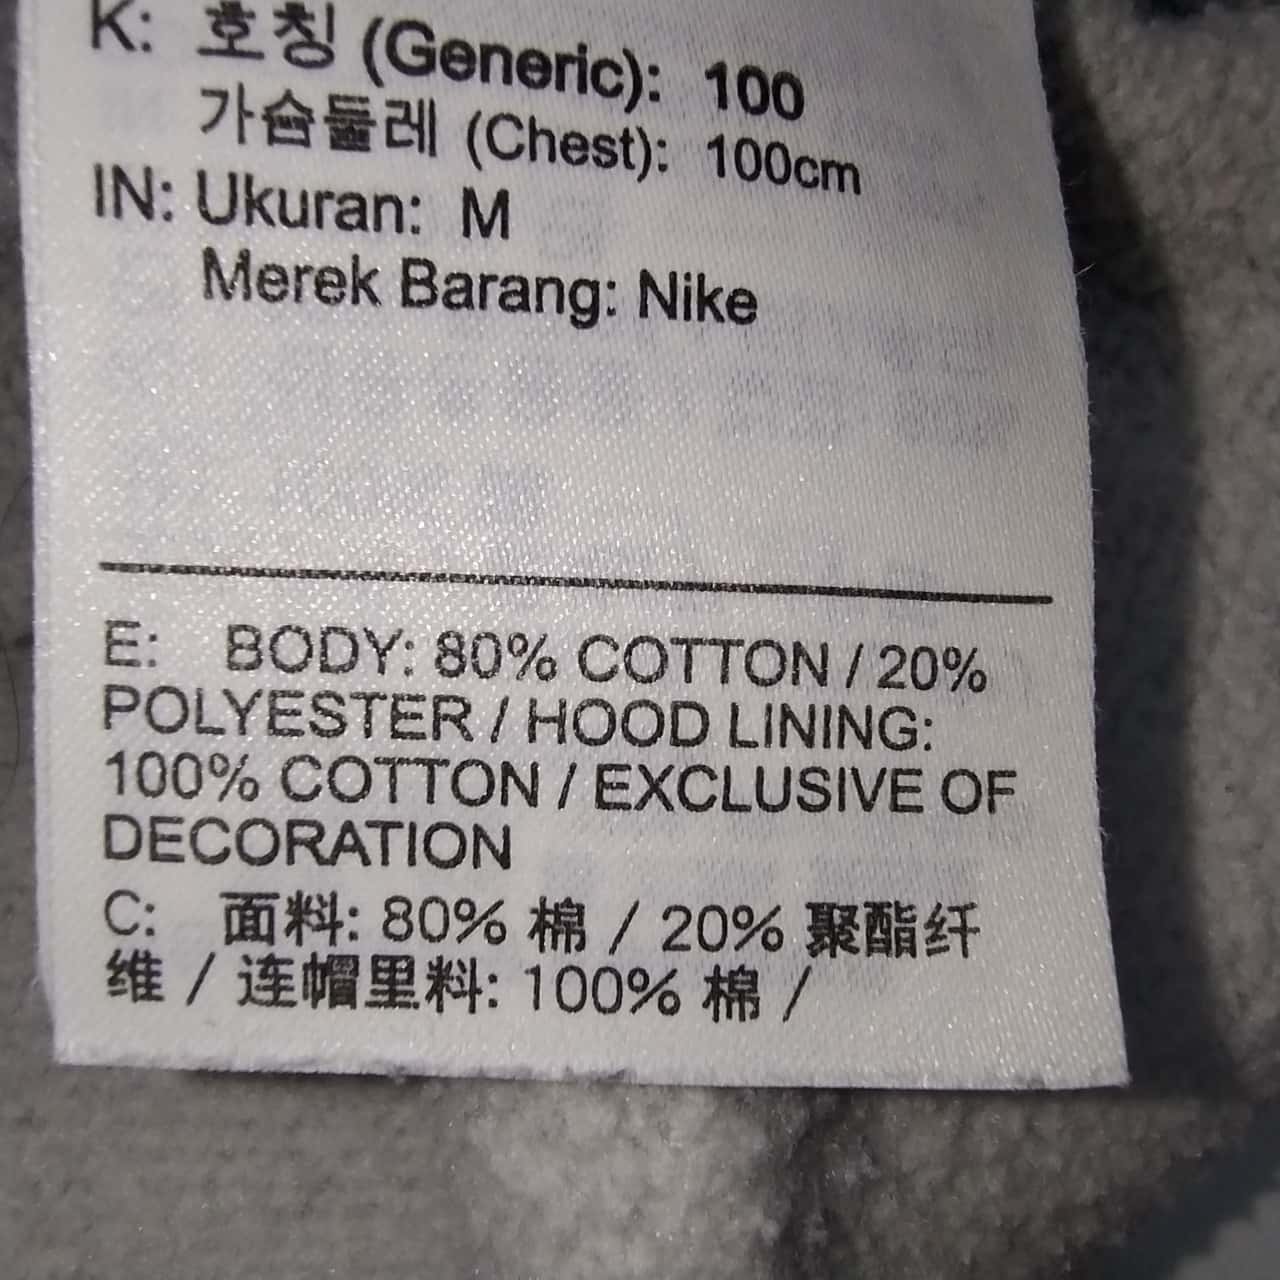 K: 호칭 (Generic): 100
가슴둘레 (Chest): 100cm
IN: Ukuran: M
Merek Barang: Nike
E: BODY: 80% COTTON / 20%
POLYESTER / HOOD LINING:
100% COTTON / EXCLUSIVE OF
DECORATION
C: 面料: 80% 棉 / 20% 聚酯纤
维 / 连帽里料: 100% 棉 /